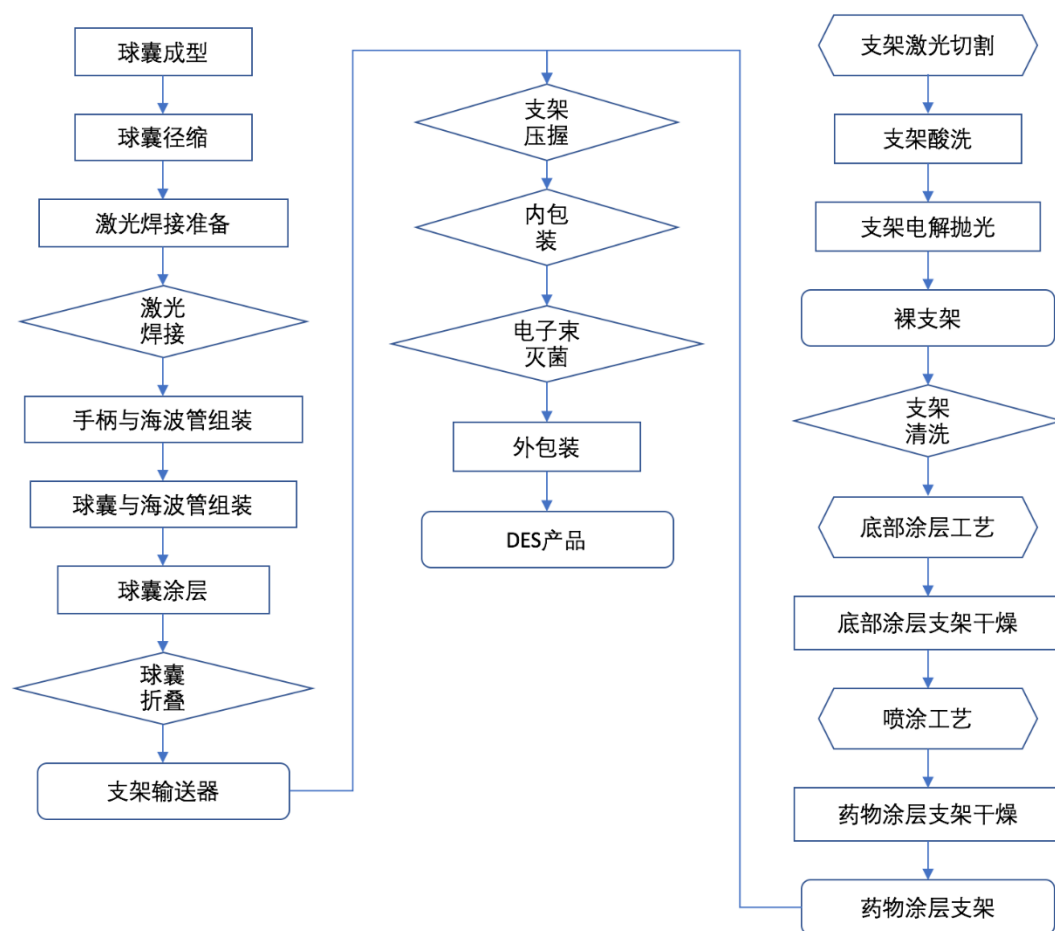 球囊成型
球囊径缩
激光焊接准备
激光
焊接
手柄与海波管组装
球囊与海波管组装
球囊涂层
球囊
折叠
支架输送器
支架
压握
内包
装
电子束
灭菌
外包装
DES产品
支架激光切割
支架酸洗
支架电解抛光
裸支架
支架
清洗
底部涂层工艺
底部涂层支架干燥
喷涂工艺
药物涂层支架干燥
药物涂层支架